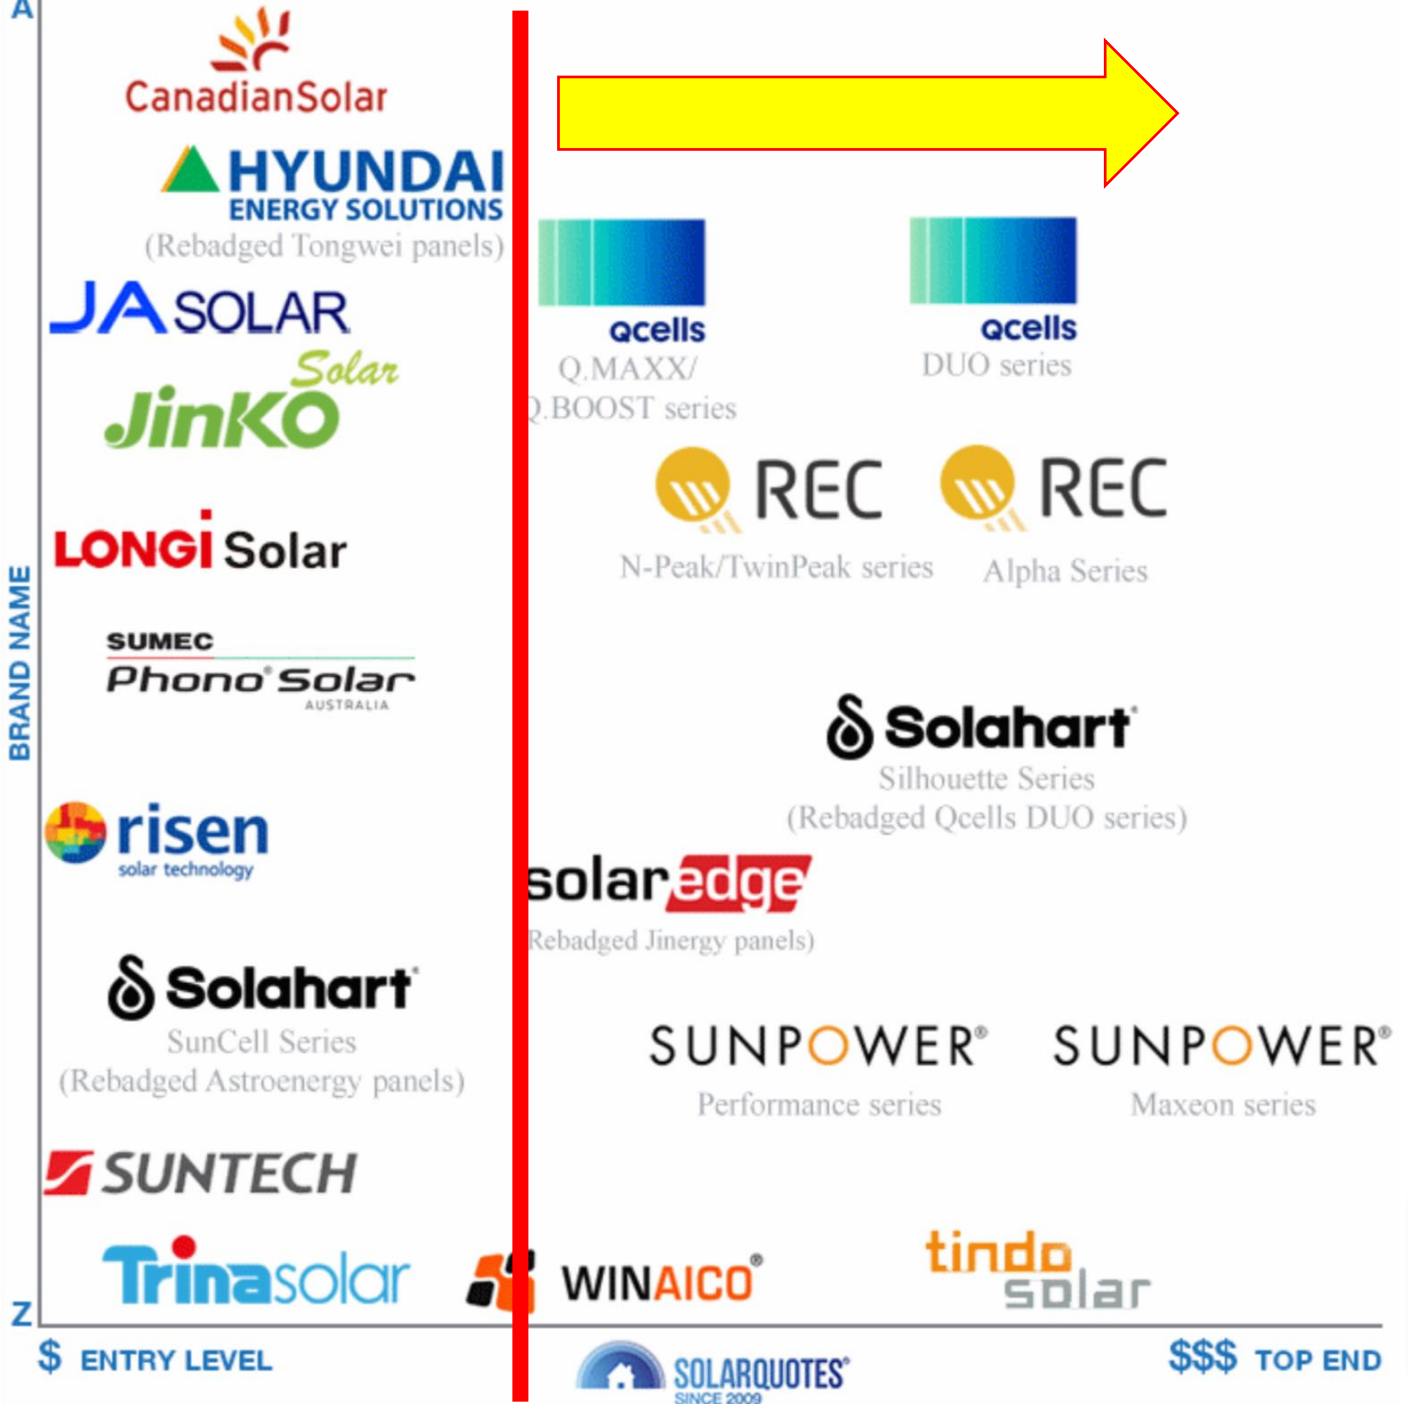 A
CanadianSolar
HYUNDAI
ENERGY SOLUTIONS
(Rebadged Tongwei panels)
JA SOLAR
Solar
JinKO
LONGi Solar
SUMEC
Phono® Solar
AUSTRALIA
risen
solar technology
Solahart®
SunCell Series
(Rebadged Astroenergy panels)
SUNTECH
Trinasolar
Qcells
Q.MAXX/
Q.BOOST series
Qcells
DUO series
REC
N-Peak/TwinPeak series
REC
Alpha Series
Solahart®
Silhouette Series
(Rebadged Qcells DUO series)
solaredge
Rebadged Jinergy panels)
SUNPOWER®
Performance series
SUNPOWER®
Maxeon series
WINAICO®
tindo
solar
BRAND NAME
Z
$ ENTRY LEVEL
$$$ TOP END
SOLARQUOTES®
SINCE 2009